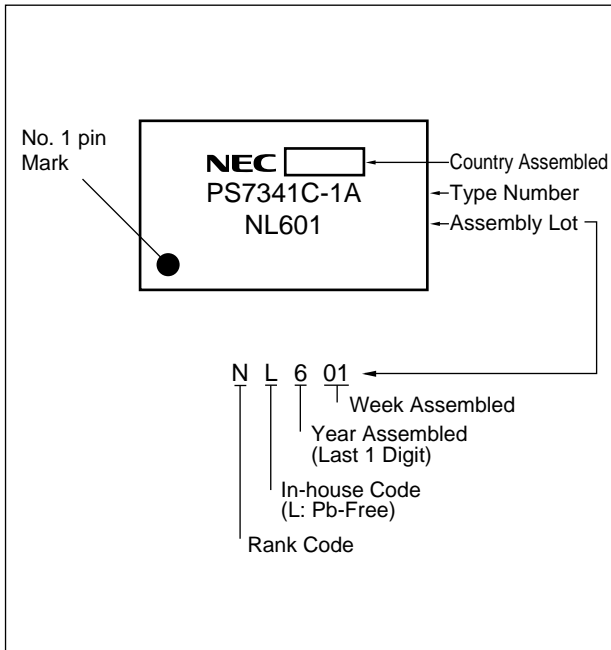 No. 1 pin
Mark
NEC
Country Assembled
PS7341C-1A
Type Number
NL601
Assembly Lot
N L 6 01
Week Assembled
Year Assembled
(Last 1 Digit)
In-house Code
(L: Pb-Free)
Rank Code